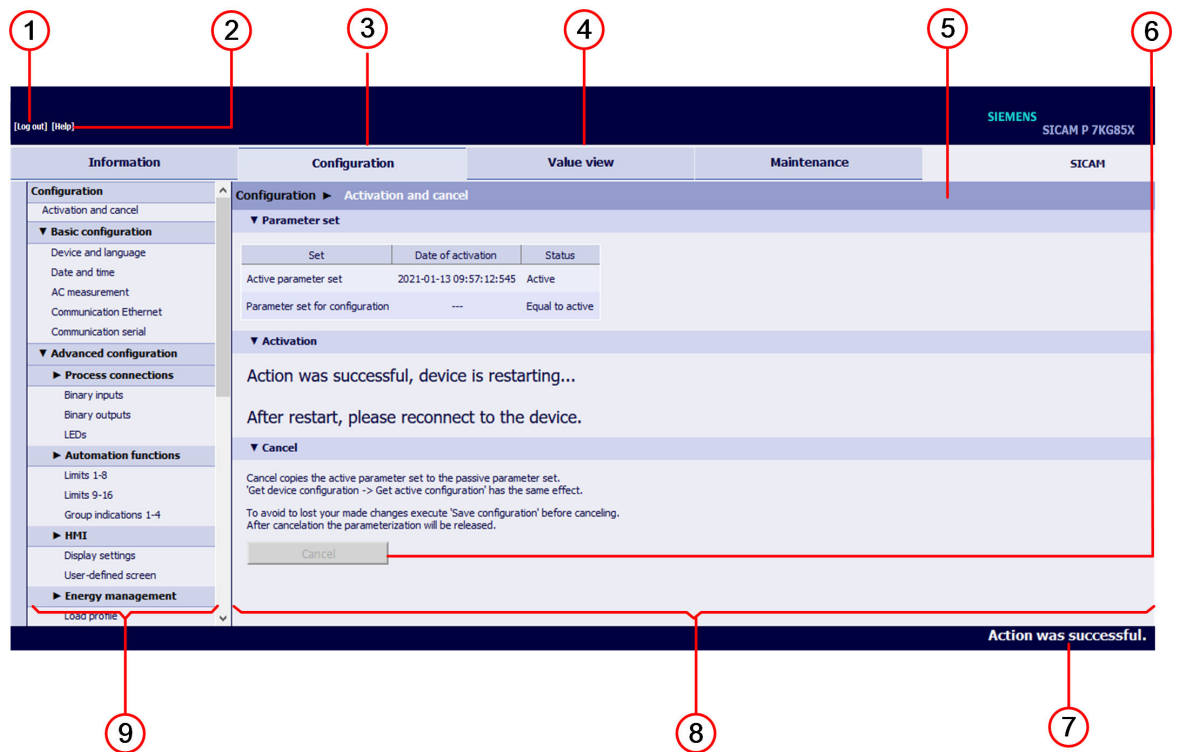 1 2 3 4 5 6
[Log out] [Help]
SIEMENS
SICAM P 7KG85X
Information Configuration Value view Maintenance SICAM
Configuration
Activation and cancel
▼ Basic configuration
Device and language
Date and time
AC measurement
Communication Ethernet
Communication serial
▼ Advanced configuration
► Process connections
Binary inputs
Binary outputs
LEDs
► Automation functions
Limits 1-8
Limits 9-16
Group indications 1-4
► HMI
Display settings
User-defined screen
► Energy management
Load profile
Configuration ► Activation and cancel
▼ Parameter set
Set Date of activation Status
Active parameter set 2021-01-13 09:57:12:545 Active
Parameter set for configuration --- Equal to active
▼ Activation
Action was successful, device is restarting...
After restart, please reconnect to the device.
▼ Cancel
Cancel copies the active parameter set to the passive parameter set.
'Get device configuration -> Get active configuration' has the same effect.
To avoid to lost your made changes execute 'Save configuration' before canceling.
After cancelation the parameterization will be released.
Cancel
Action was successful.
9 8 7